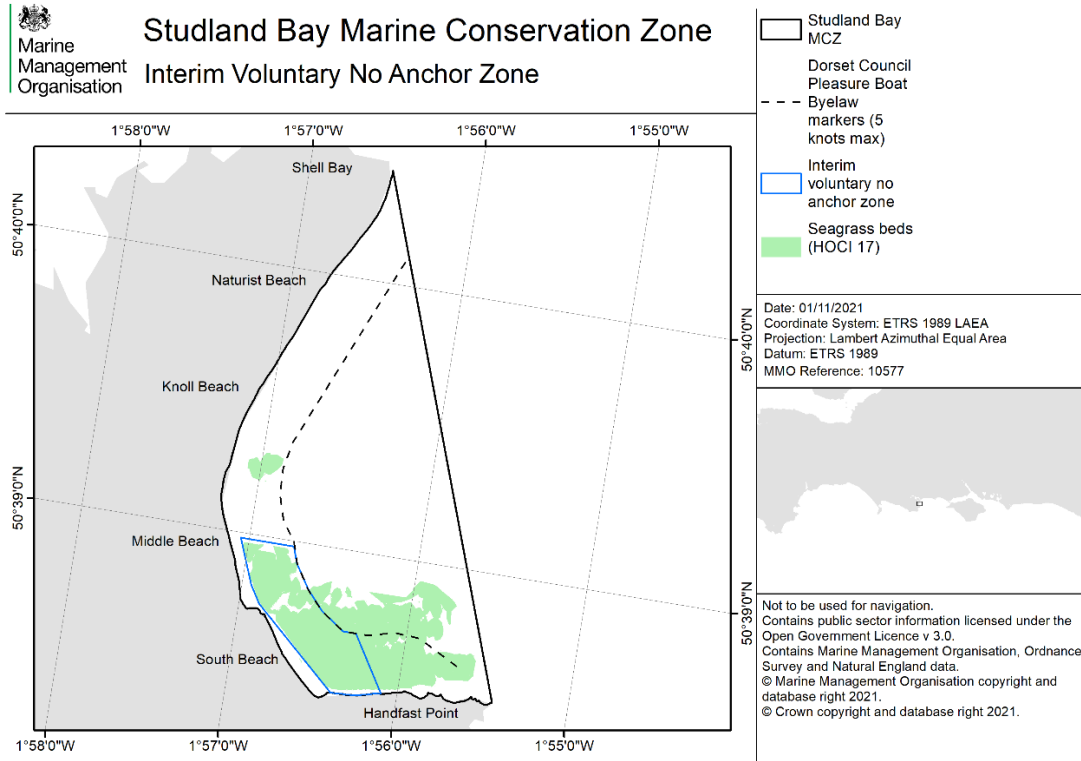 Marine
Management
Organisation
Studland Bay Marine Conservation Zone
Interim Voluntary No Anchor Zone
1°58'0"W
1°57'0"W
1°56'0"W
1°55'0"W
50°40'0"N
50°39'0"N
Shell Bay
Naturist Beach
Knoll Beach
Middle Beach
South Beach
Handfast Point
50°40'0"N
50°39'0"N
1°58'0"W
1°57'0"W
1°56'0"W
1°55'0"W
Studland Bay
MCZ
Dorset Council
Pleasure Boat
Byelaw
markers (5
knots max)
Interim
voluntary no
anchor zone
Seagrass beds
(HOCI 17)
Date: 01/11/2021
Coordinate System: ETRS 1989 LAEA
Projection: Lambert Azimuthal Equal Area
Datum: ETRS 1989
MMO Reference: 10577
Not to be used for navigation.
Contains public sector information licensed under the
Open Government Licence v 3.0.
Contains Marine Management Organisation, Ordnance
Survey and Natural England data.
© Marine Management Organisation copyright and
database right 2021.
© Crown copyright and database right 2021.